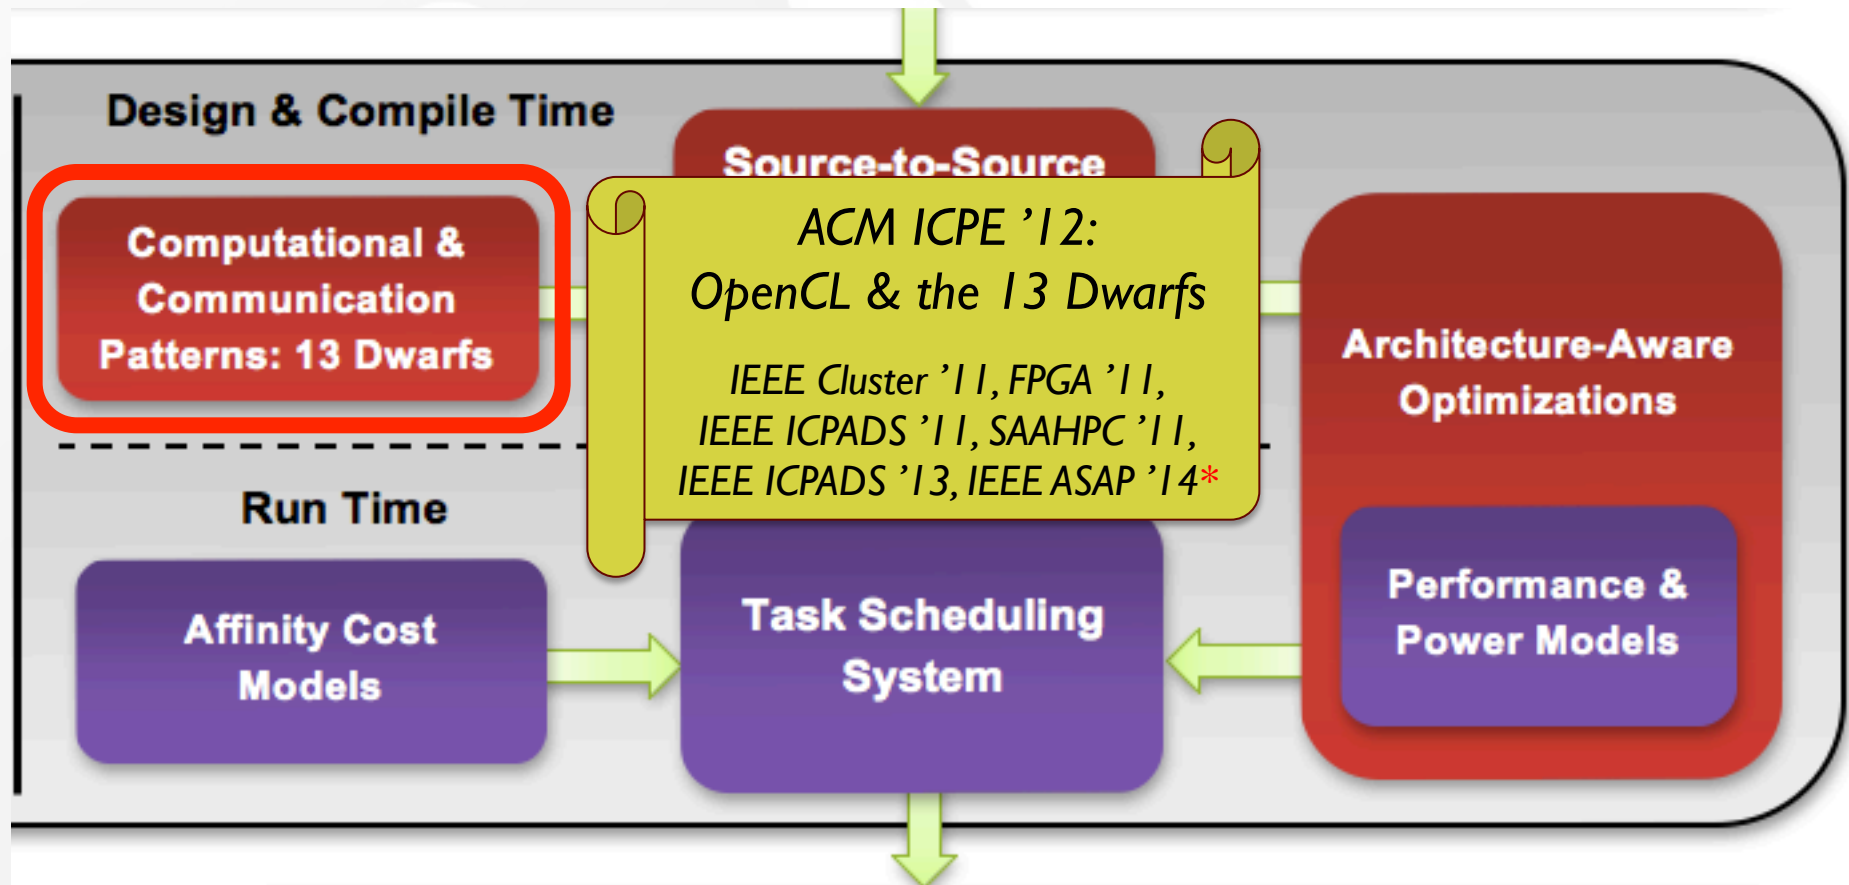 Design & Compile Time
Source-to-Source
Computational &
Communication
Patterns: 13 Dwarfs
ACM ICPE ’12:
OpenCL & the 13 Dwarfs
IEEE Cluster ’11, FPGA ’11,
IEEE ICPADS ’11, SAAHPC ’11,
IEEE ICPADS ’13, IEEE ASAP ’14*
Architecture-Aware
Optimizations
Run Time
Affinity Cost
Models
Task Scheduling
System
Performance &
Power Models